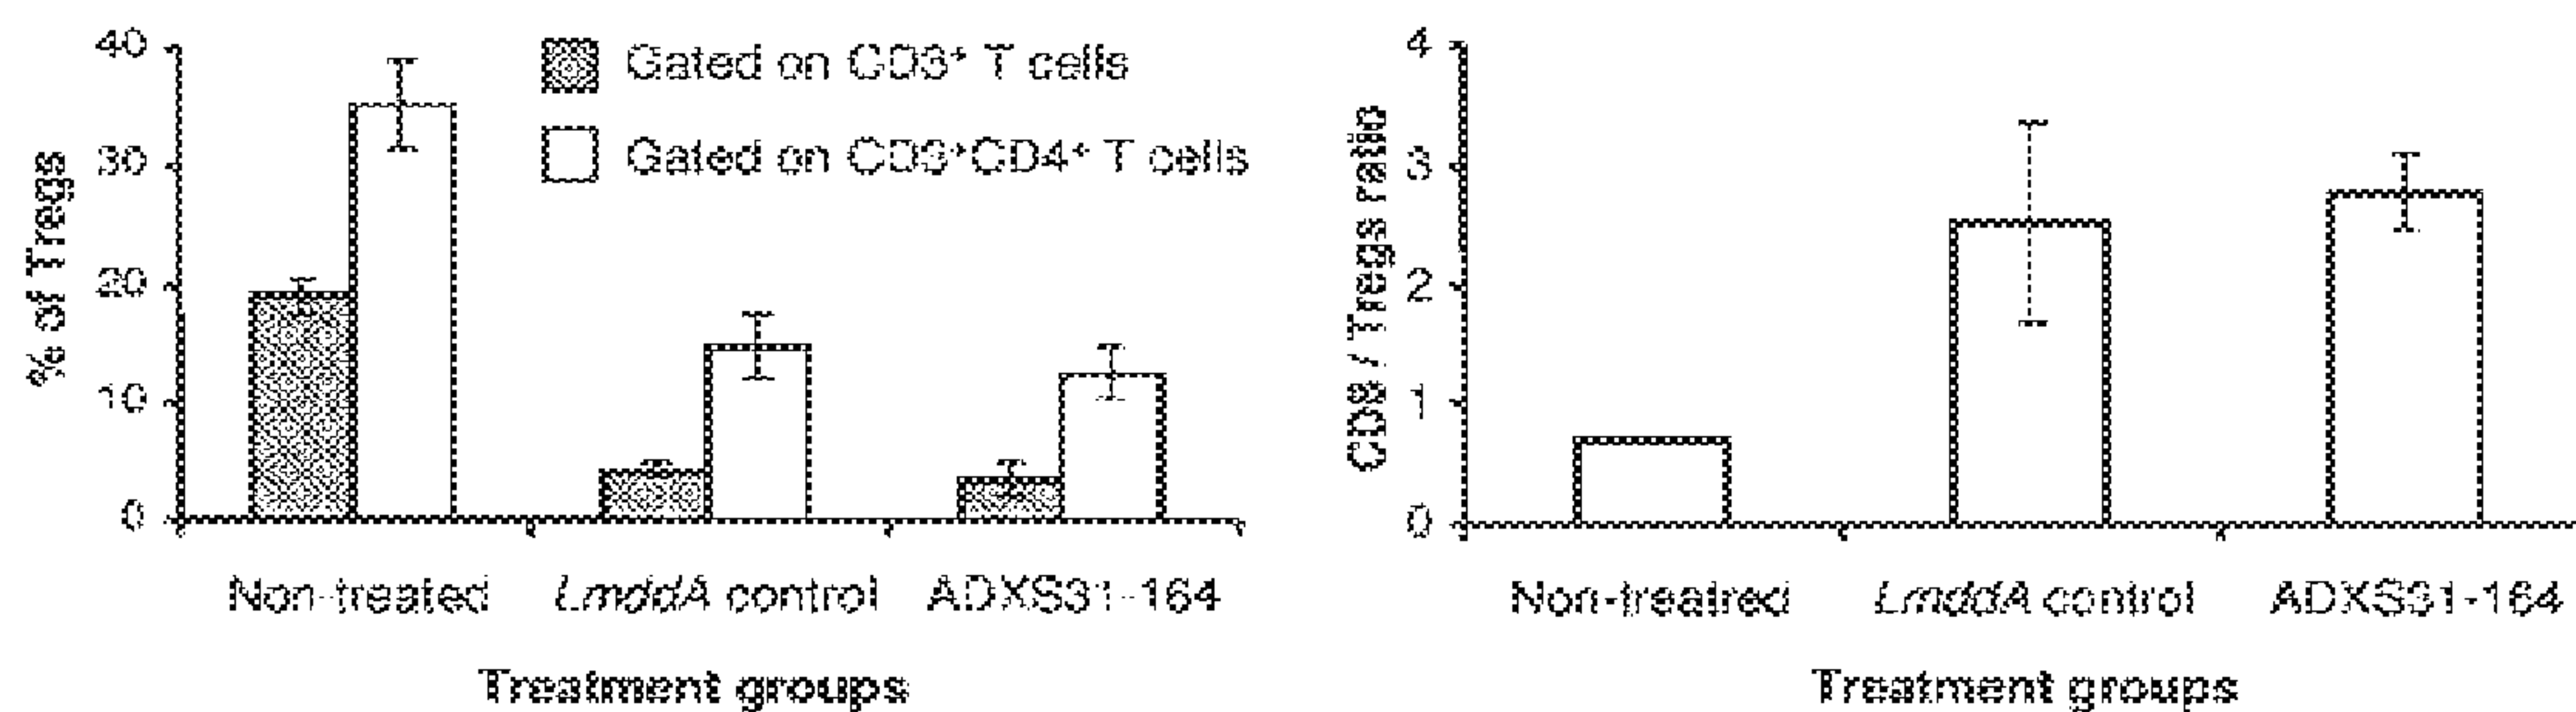 40
30
20
10
0
% of Tregs
Gated on CD3+ T cells
Gated on CD3+CD4+ T cells
Non-treated LmddA control ADXS31-164
Treatment groups
4
3
2
1
0
CD8 / Tregs ratio
Non-treatred LmddA control ADXS31-164
Treatment groups